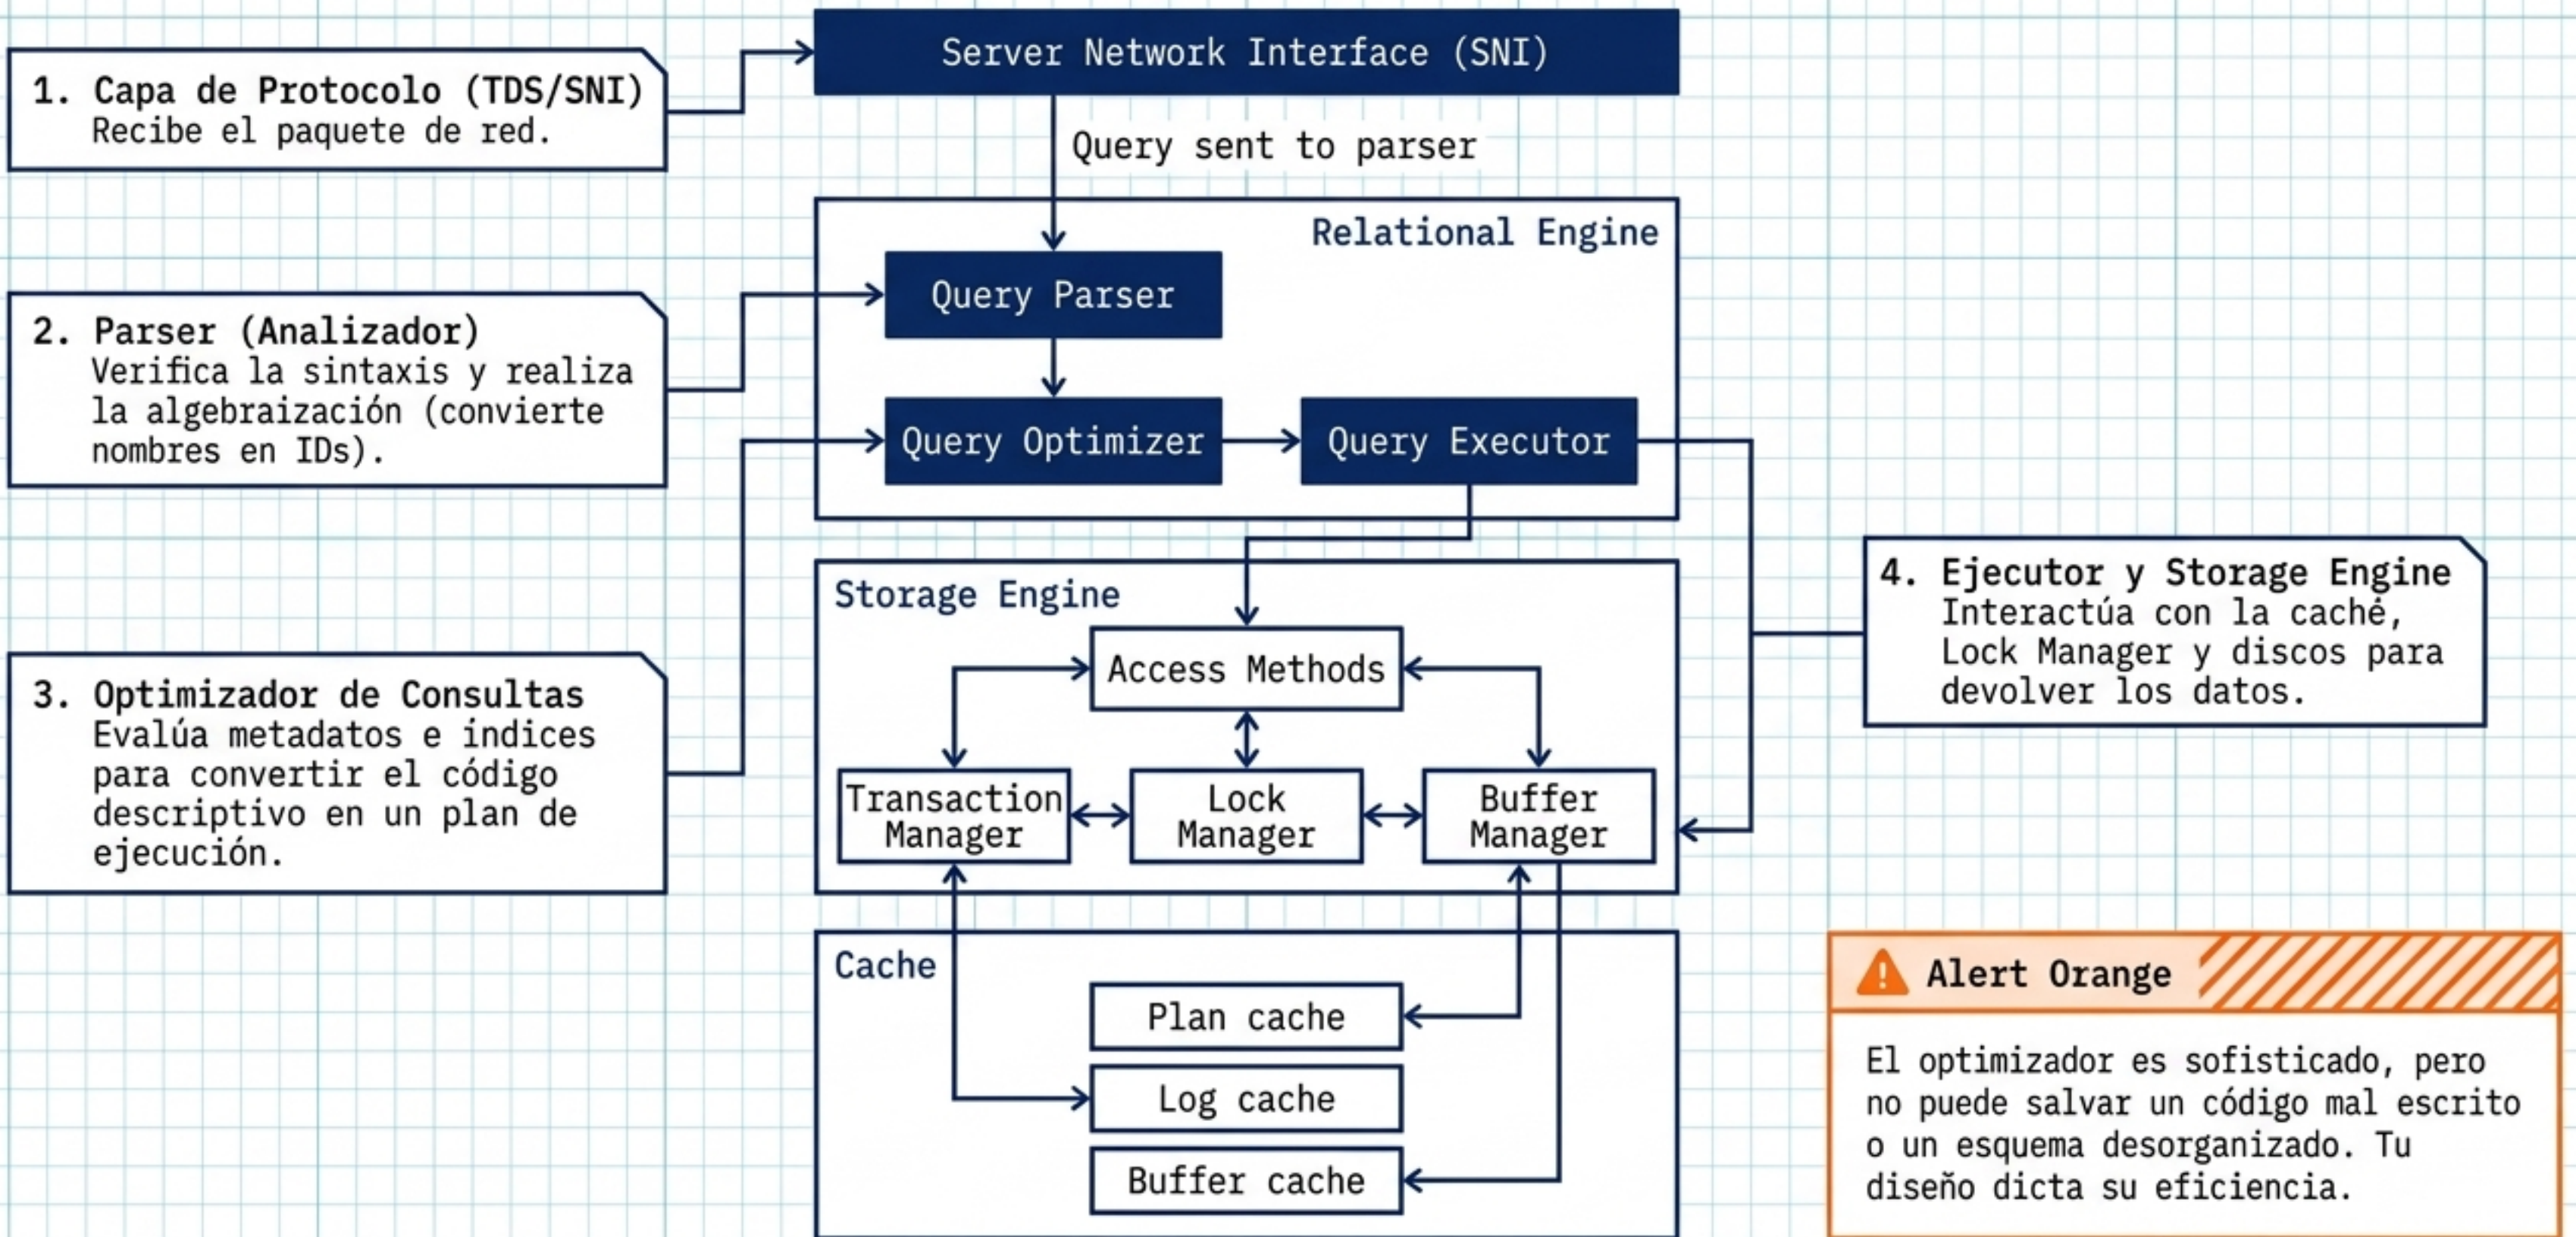 Server Network Interface (SNI)
1. Capa de Protocolo (TDS/SNI)
Recibe el paquete de red.
Query sent to parser
Relational Engine
Query Parser
2. Parser (Analizador)
Verifica la sintaxis y realiza
la algebraización (convierte
nombres en IDs).
Query Optimizer
Query Executor
Storage Engine
4. Ejecutor y Storage Engine
Interactúa con la caché,
Lock Manager y discos para
devolver los datos.
Access Methods
3. Optimizador de Consultas
Evalúa metadatos e índices
para convertir el código
descriptivo en un plan de
ejecución.
Transaction
Manager
Lock
Manager
Buffer
Manager
Cache
Plan cache
Log cache
Buffer cache
Alert Orange
El optimizador es sofisticado, pero
no puede salvar un código mal escrito
o un esquema desorganizado. Tu
diseño dicta su eficiencia.